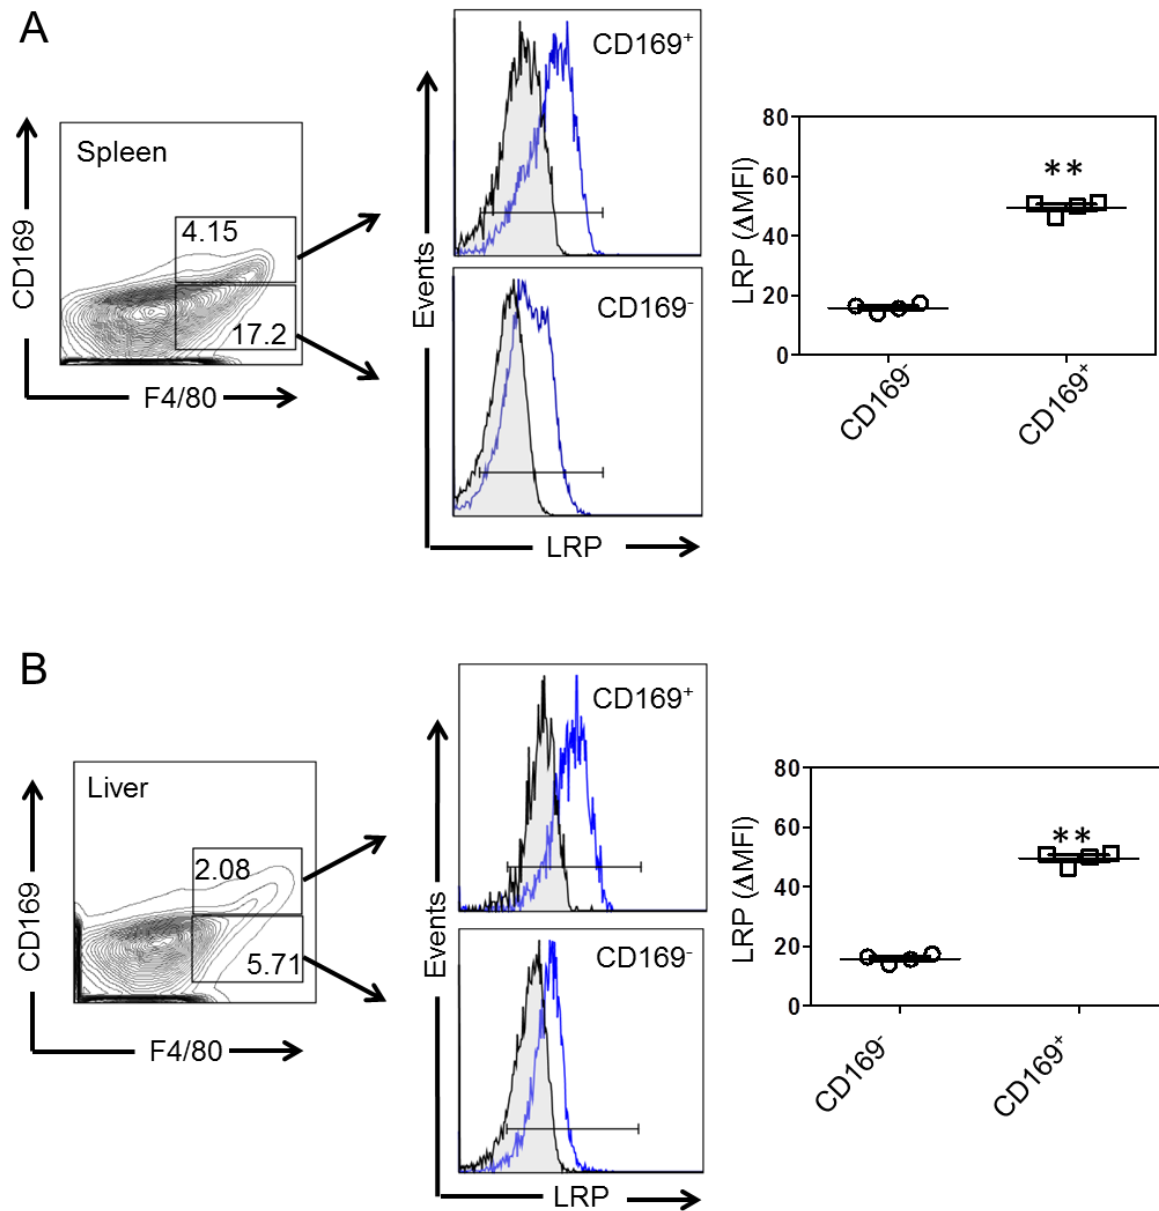 A
Spleen
CD169
4.15
17.2
F4/80
CD169⁺
CD169⁻
Events
LRP
LRP (ΔMFI)
80
60
40
20
0
**
CD169⁻
CD169⁺
B
Liver
CD169
2.08
5.71
F4/80
CD169⁺
CD169⁻
Events
LRP
LRP (ΔMFI)
80
60
40
20
0
**
CD169⁻
CD169⁺